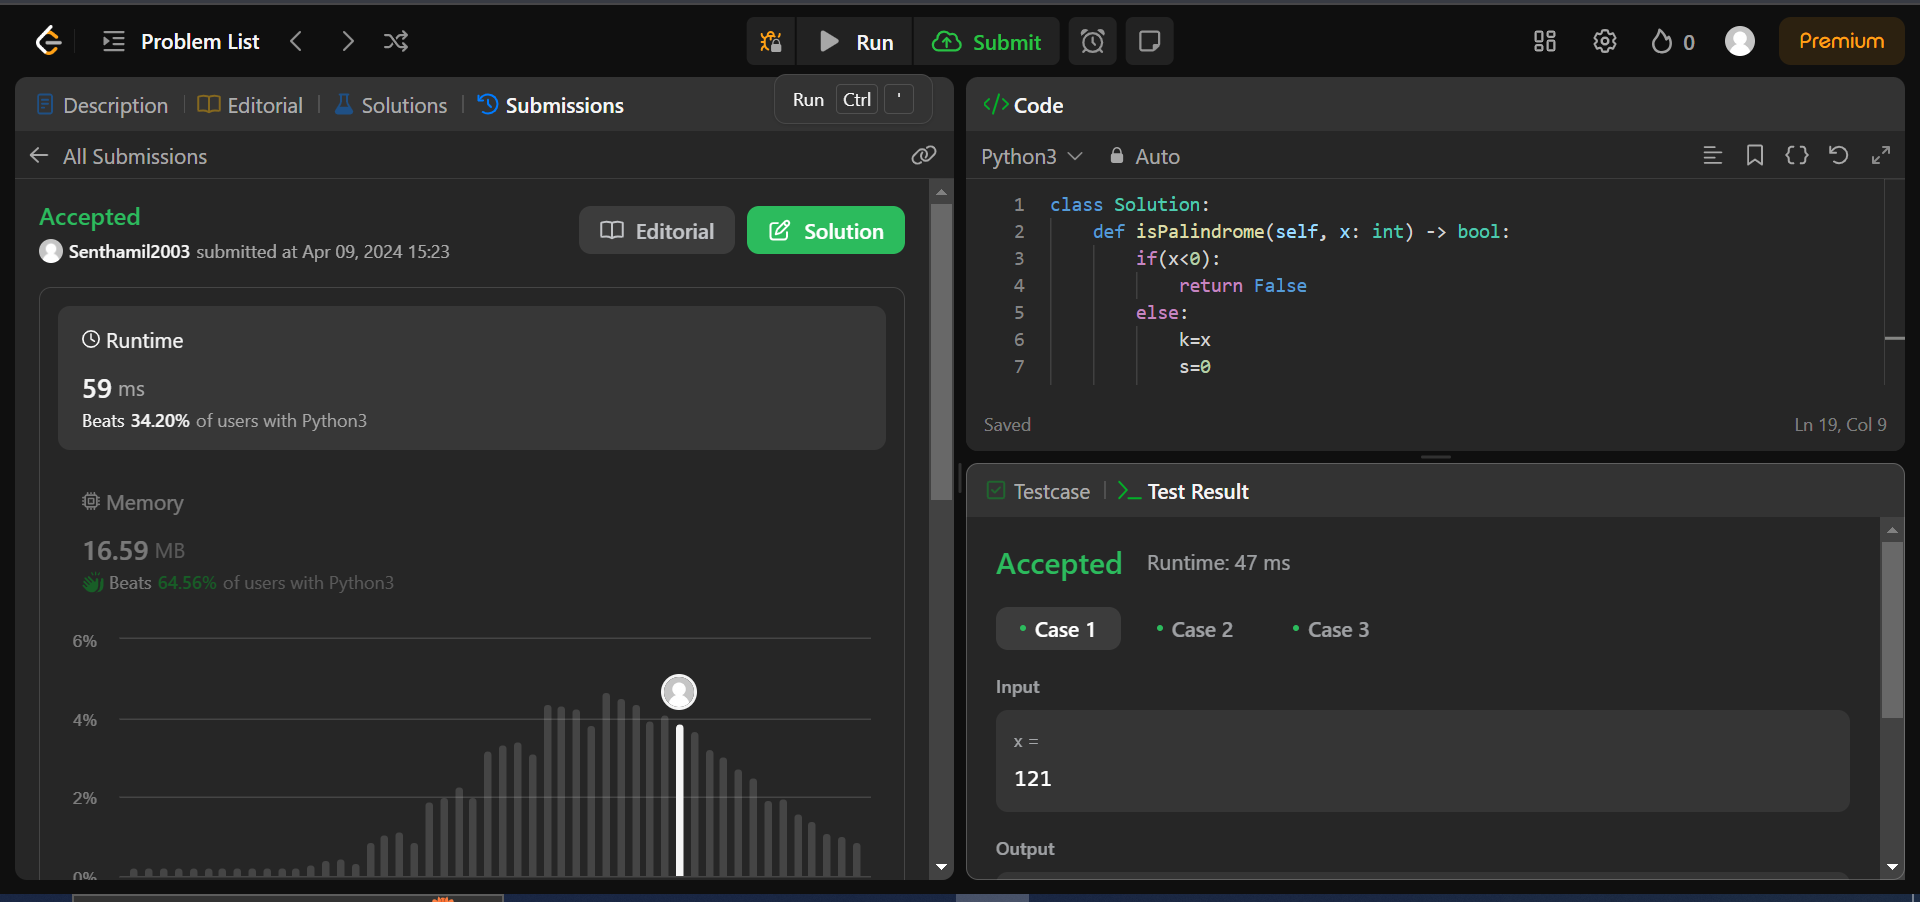 Problem List
Run
Submit
0
Premium
Description
Editorial
Solutions
Submissions
Run Ctrl '
All Submissions
Accepted
Senthamil2003 submitted at Apr 09, 2024 15:23
Editorial
Solution
Runtime
59 ms
Beats 34.20% of users with Python3
Memory
16.59 MB
Beats 64.56% of users with Python3
6%
4%
2%
0%
</> Code
Python3
Auto
1 class Solution:
2 def isPalindrome(self, x: int) -> bool:
3 if(x<0):
4 return False
5 else:
6 k=x
7 s=0
Saved
Ln 19, Col 9
Testcase
Test Result
Accepted
Runtime: 47 ms
Case 1
Case 2
Case 3
Input
x =
121
Output